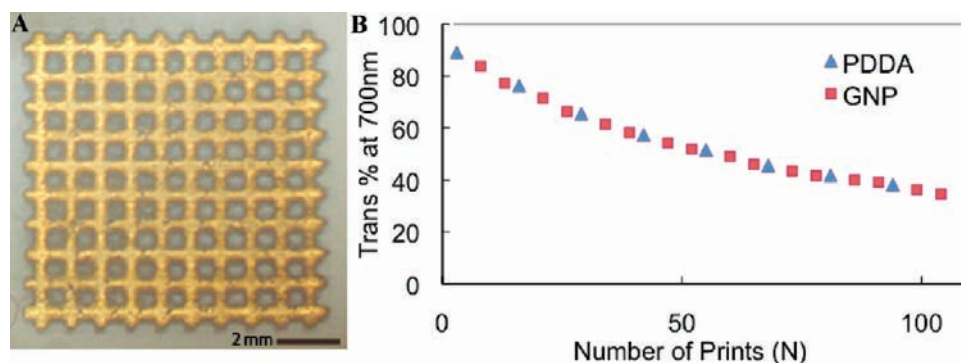 A
2 mm
B
100
80
60
40
20
0
Trans % at 700nm
PDDA
GNP
0 50 100
Number of Prints (N)